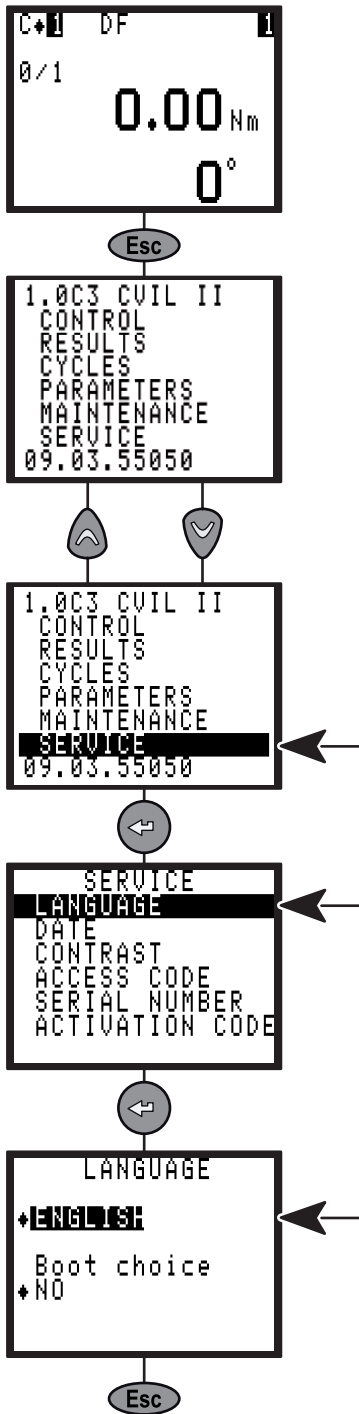 C♦1 DF 1
0/1
0.00 Nm
0°
Esc
1.0C3 CVIL II
CONTROL
RESULTS
CYCLES
PARAMETERS
MAINTENANCE
SERVICE
09.03.55050
1.0C3 CVIL II
CONTROL
RESULTS
CYCLES
PARAMETERS
MAINTENANCE
SERVICE
09.03.55050
SERVICE
LANGUAGE
DATE
CONTRAST
ACCESS CODE
SERIAL NUMBER
ACTIVATION CODE
LANGUAGE
♦ENGLISH
Boot choice
♦NO
Esc